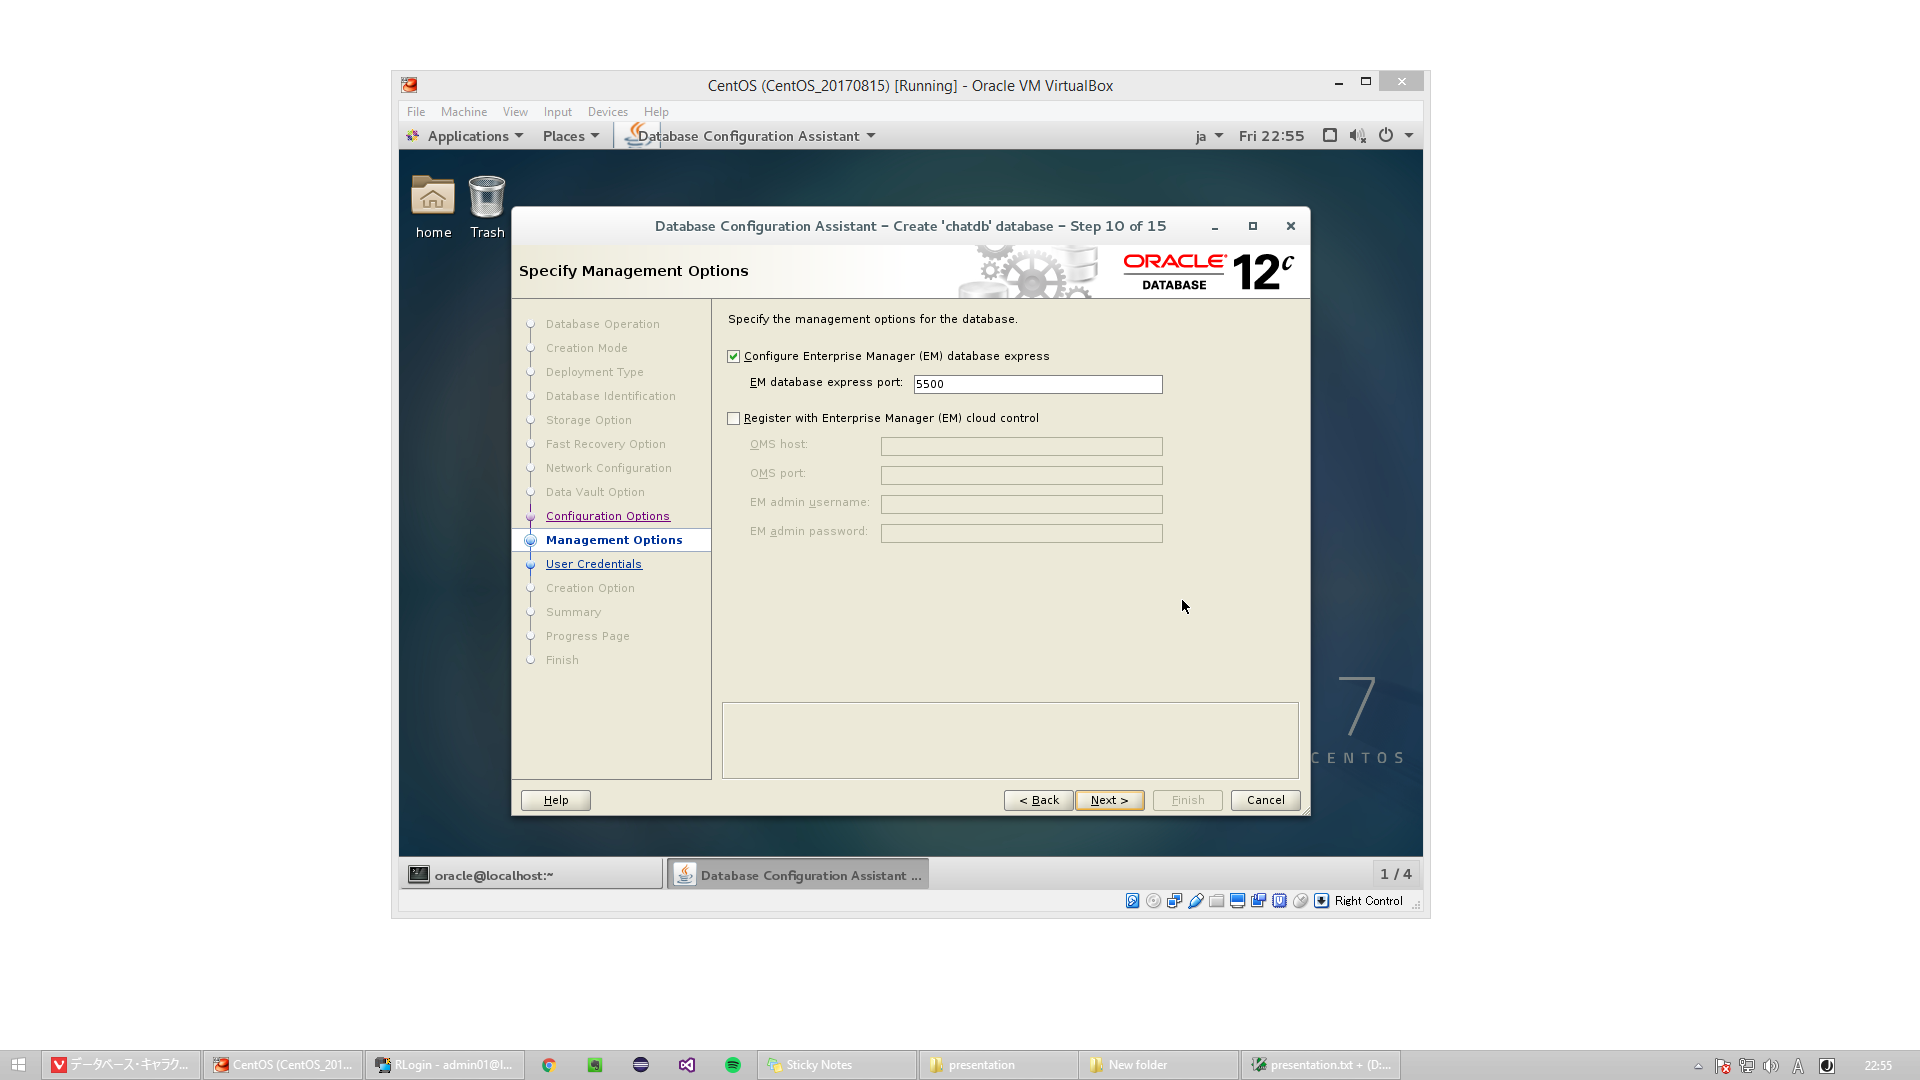 CentOS (CentOS_20170815) [Running] - Oracle VM VirtualBox
File Machine View Input Devices Help
Applications Places Database Configuration Assistant ja Fri 22:55
home Trash
Database Configuration Assistant - Create 'chatdb' database - Step 10 of 15
Specify Management Options
ORACLE DATABASE 12c
Database Operation
Creation Mode
Deployment Type
Database Identification
Storage Option
Fast Recovery Option
Network Configuration
Data Vault Option
Configuration Options
Management Options
User Credentials
Creation Option
Summary
Progress Page
Finish
Specify the management options for the database.
Configure Enterprise Manager (EM) database express
EM database express port: 5500
Register with Enterprise Manager (EM) cloud control
OMS host:
OMS port:
EM admin username:
EM admin password:
Help < Back Next > Finish Cancel
7
CENTOS
oracle@localhost:~ Database Configuration Assistant ... 1 / 4
Right Control
データベース・キャラク... CentOS (CentOS_201... RLogin - admin01@l... Sticky Notes presentation New folder presentation.txt + (D:... A 22:55